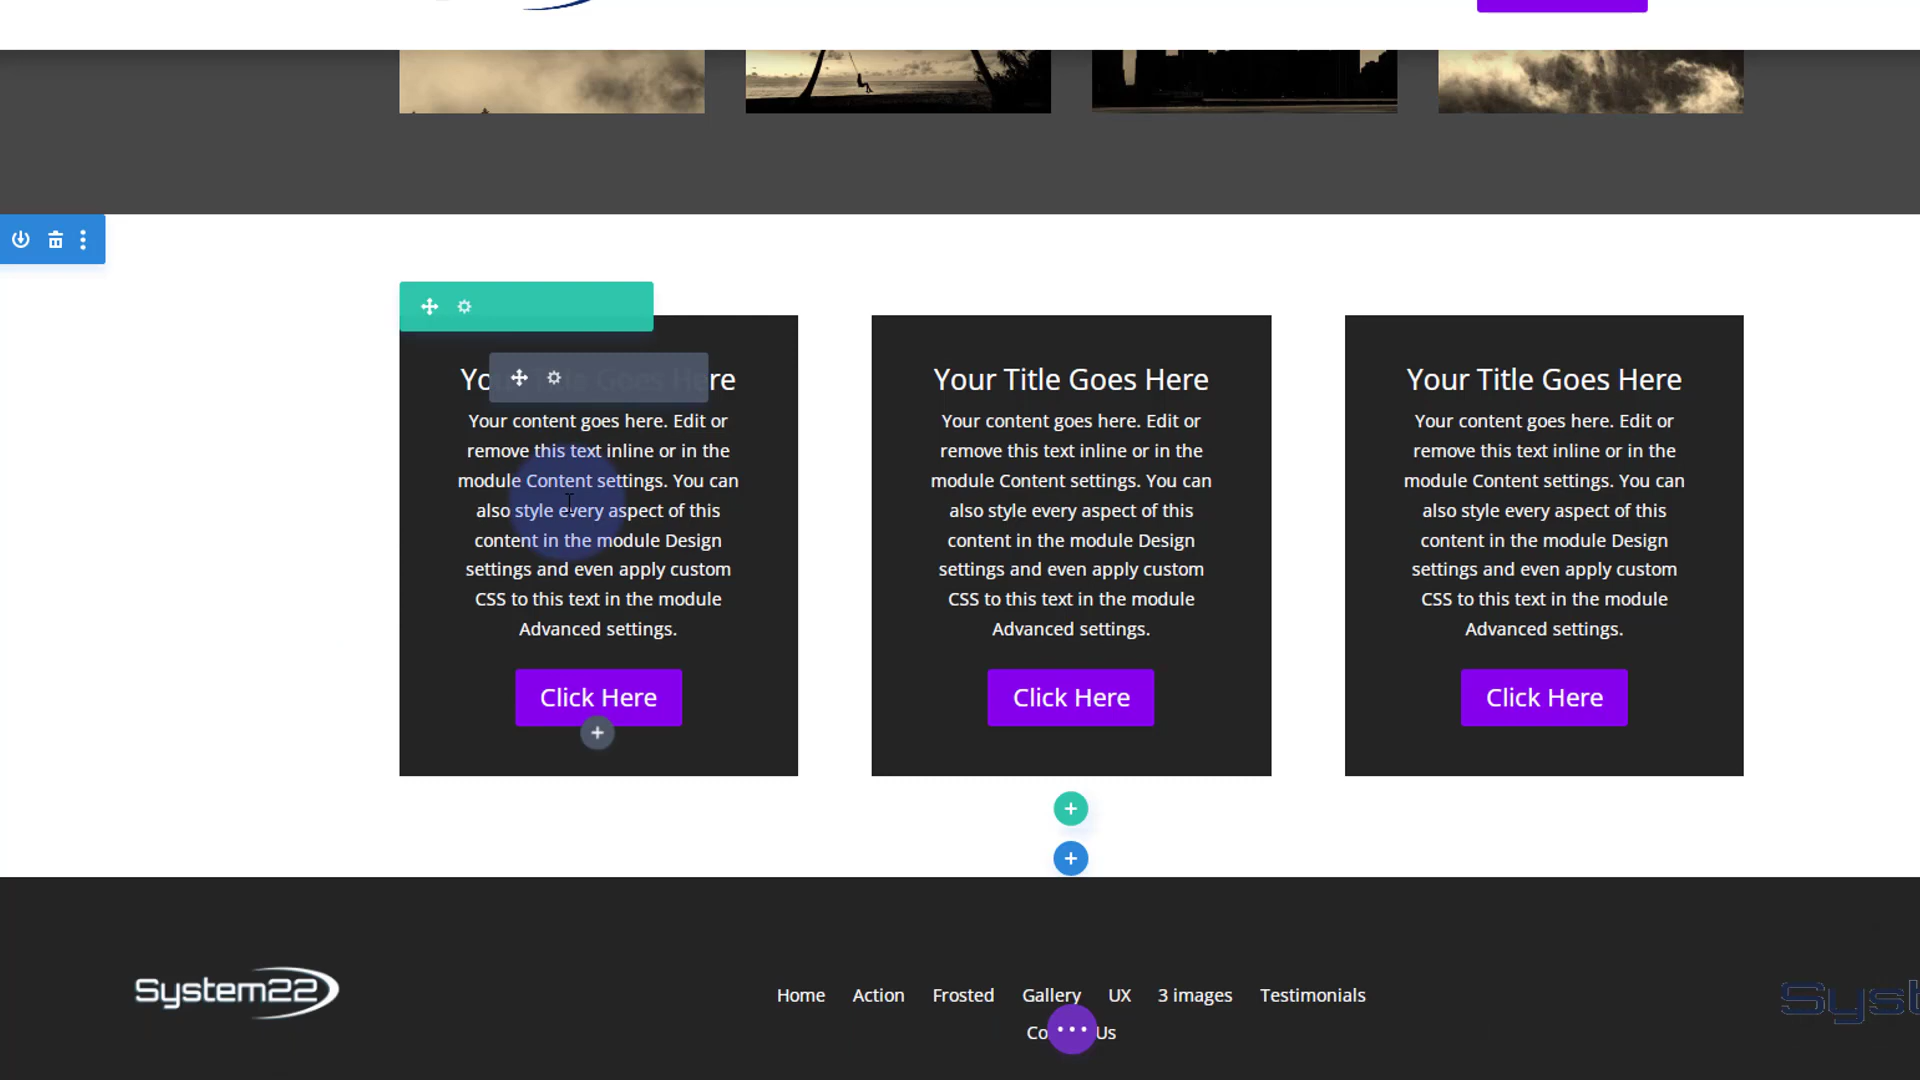 Your Title Goes Here
Your content goes here. Edit or
remove this text inline or in the
module Content settings. You can
also style every aspect of this
content in the module Design
settings and even apply custom
CSS to this text in the module
Advanced settings.
Click Here
Your Title Goes Here
Your content goes here. Edit or
remove this text inline or in the
module Content settings. You can
also style every aspect of this
content in the module Design
settings and even apply custom
CSS to this text in the module
Advanced settings.
Click Here
Your Title Goes Here
Your content goes here. Edit or
remove this text inline or in the
module Content settings. You can
also style every aspect of this
content in the module Design
settings and even apply custom
CSS to this text in the module
Advanced settings.
Click Here
System22
Home Action Frosted Gallery UX 3 images Testimonials
Us
Syst